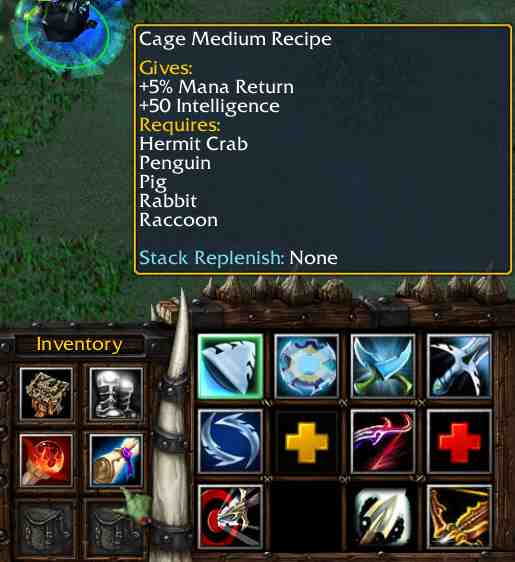 Cage Medium Recipe
Gives:
+5% Mana Return
+50 Intelligence
Requires:
Hermit Crab
Penguin
Pig
Rabbit
Raccoon
Stack Replenish: None
Inventory